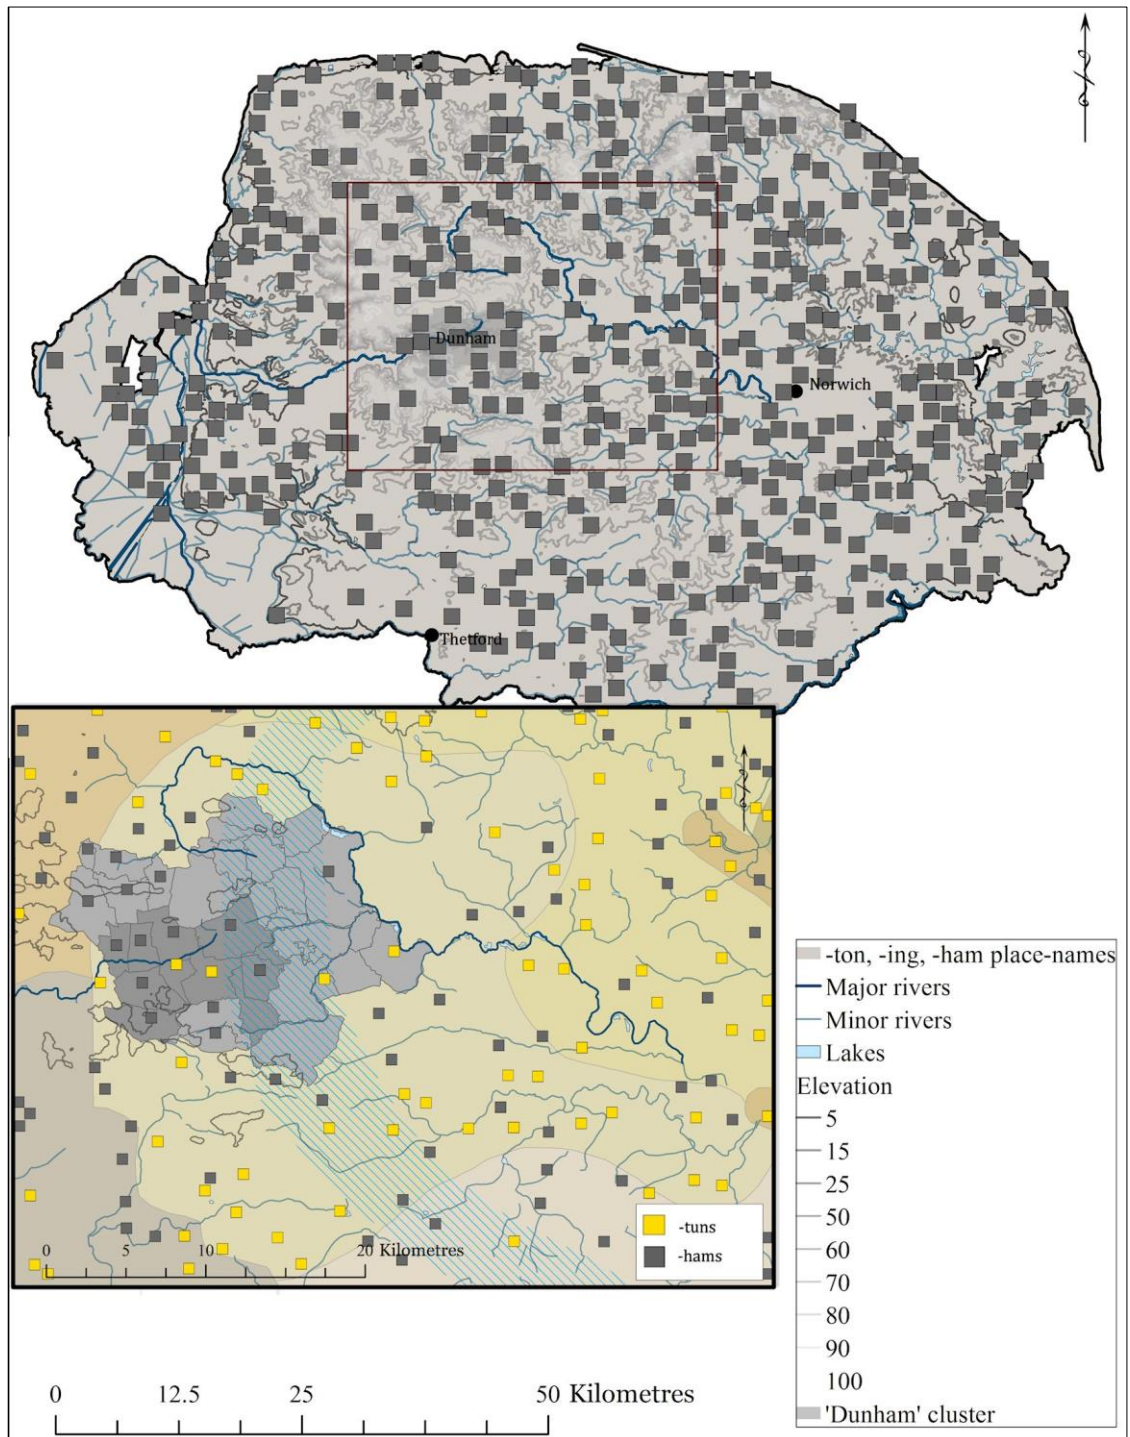 Dunham
Norwich
Thetford
-tuns
-hams
0 5 10 20 Kilometres
-ton, -ing, -ham place-names
Major rivers
Minor rivers
Lakes
Elevation
5
15
25
50
60
70
80
90
100
'Dunham' cluster
0 12.5 25 50 Kilometres